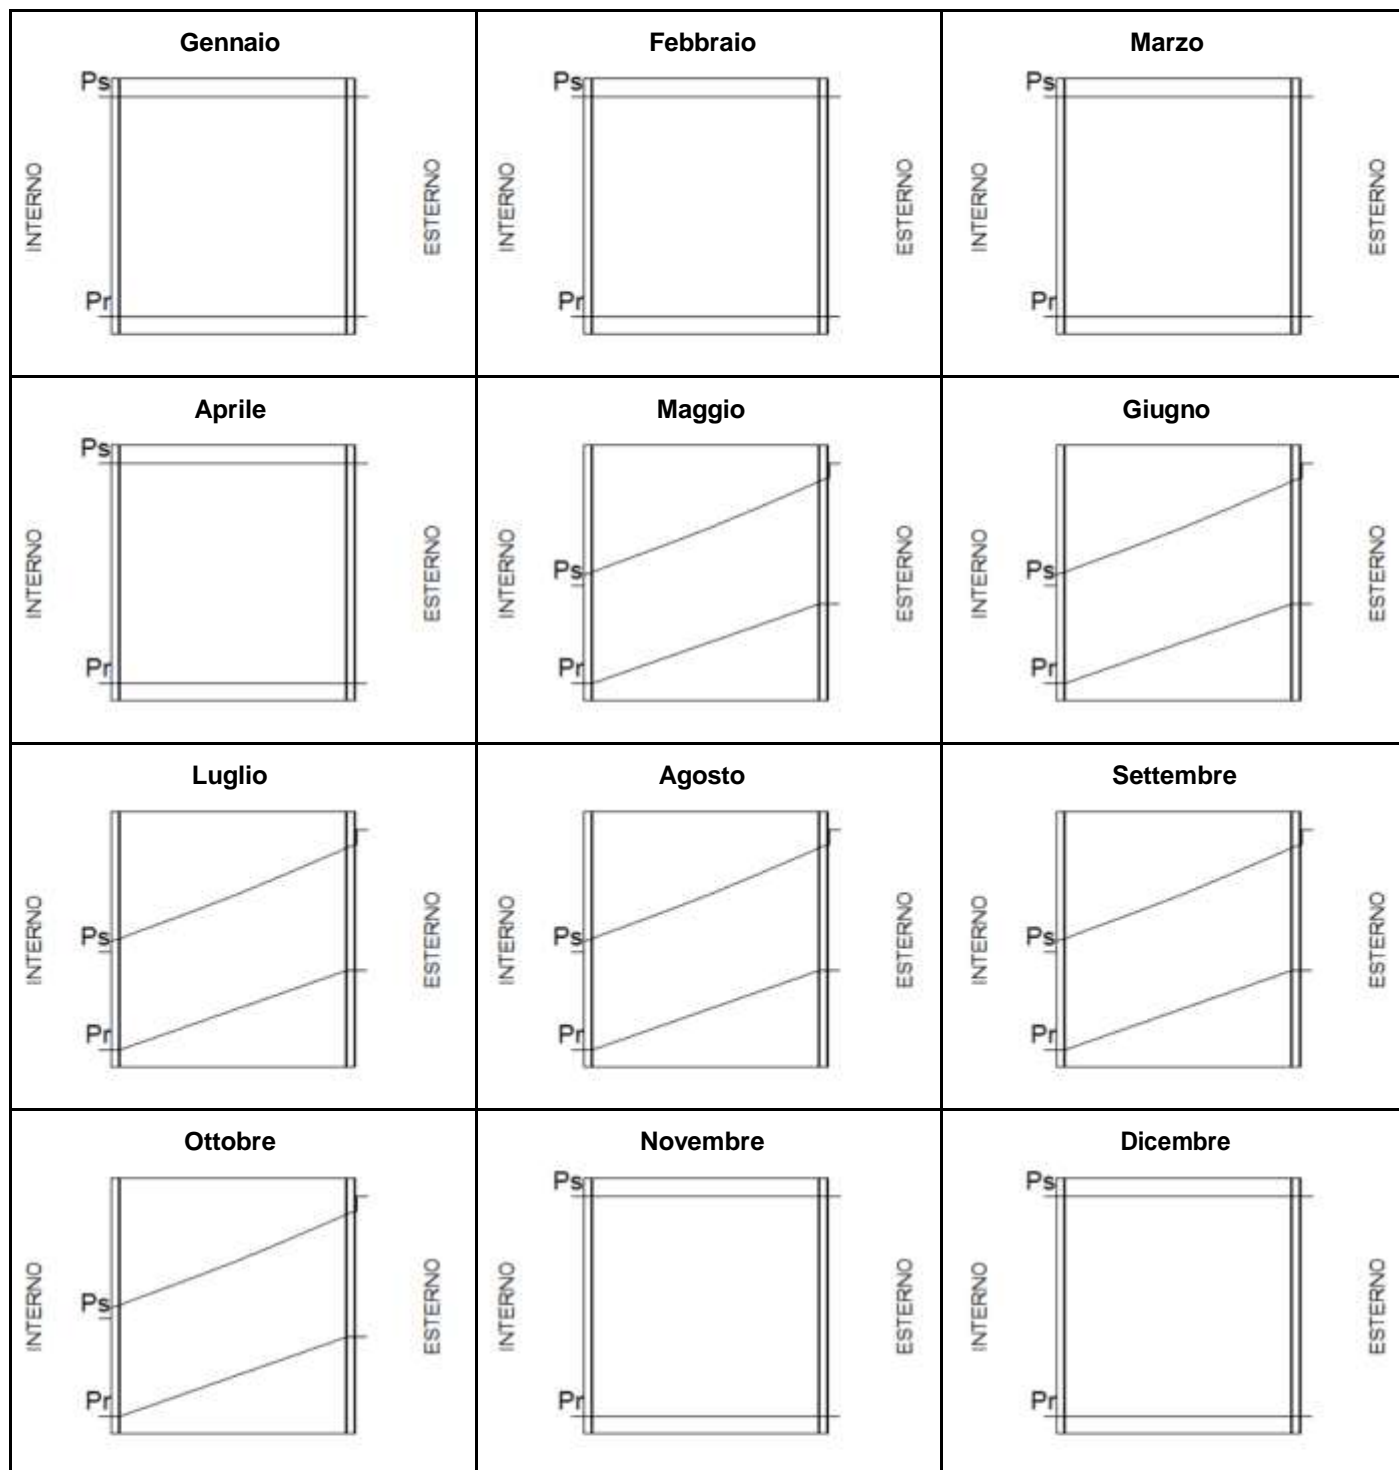 Gennaio
Ps
INTERNO
ESTERNO
Pr
Febbraio
Ps
INTERNO
ESTERNO
Pr
Marzo
Ps
INTERNO
ESTERNO
Pr
Aprile
Ps
INTERNO
ESTERNO
Pr
Maggio
INTERNO
ESTERNO
Ps
Pr
Giugno
INTERNO
ESTERNO
Ps
Pr
Luglio
INTERNO
ESTERNO
Ps
Pr
Agosto
INTERNO
ESTERNO
Ps
Pr
Settembre
INTERNO
ESTERNO
Ps
Pr
Ottobre
INTERNO
ESTERNO
Ps
Pr
Novembre
Ps
INTERNO
ESTERNO
Pr
Dicembre
Ps
INTERNO
ESTERNO
Pr